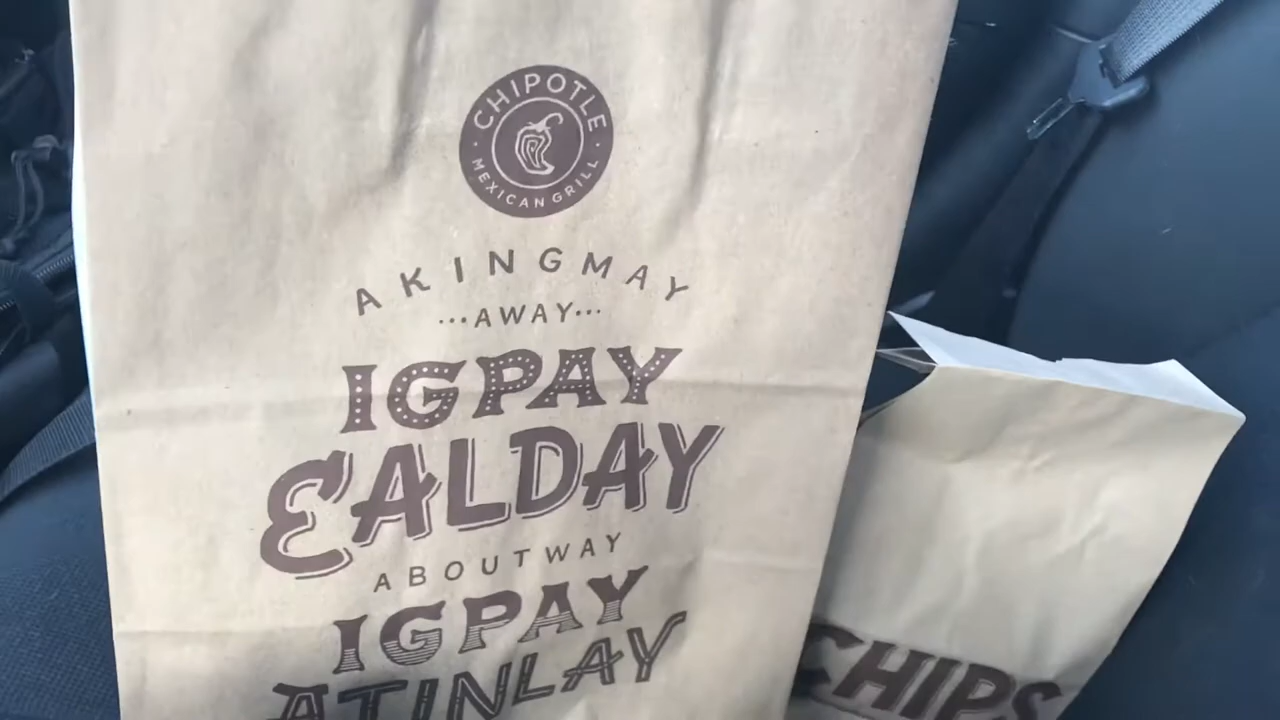 CHIPOTLE
MEXICAN GRILL
AKINGMAY
...AWAY...
IGPAY
EALDAY
ABOUTWAY
IGPAY
ATINLAY
CHIPS